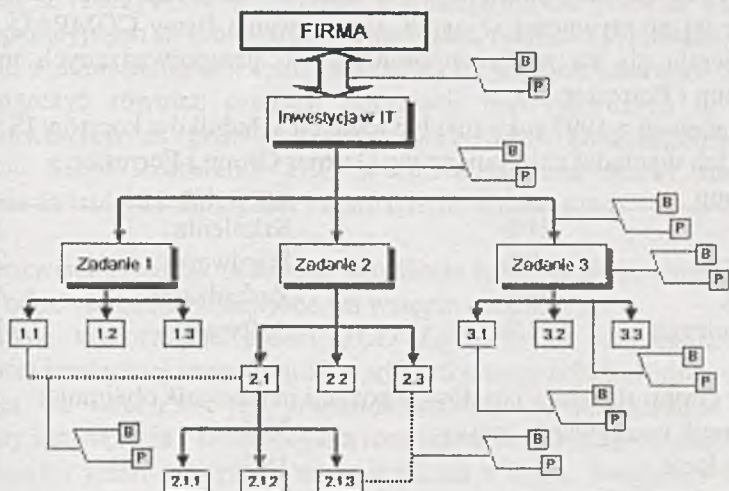 FIRMA
B
P
Inwestycja w IT
B
P
B
P
Zadanie 1
Zadanie 2
Zadanie 3
B
P
1.1
1.2
1.3
3.1
3.2
3.3
B
P
2.1
2.2
2.3
B
P
B
P
B
P
2.1.1
2.1.2
2.1.3